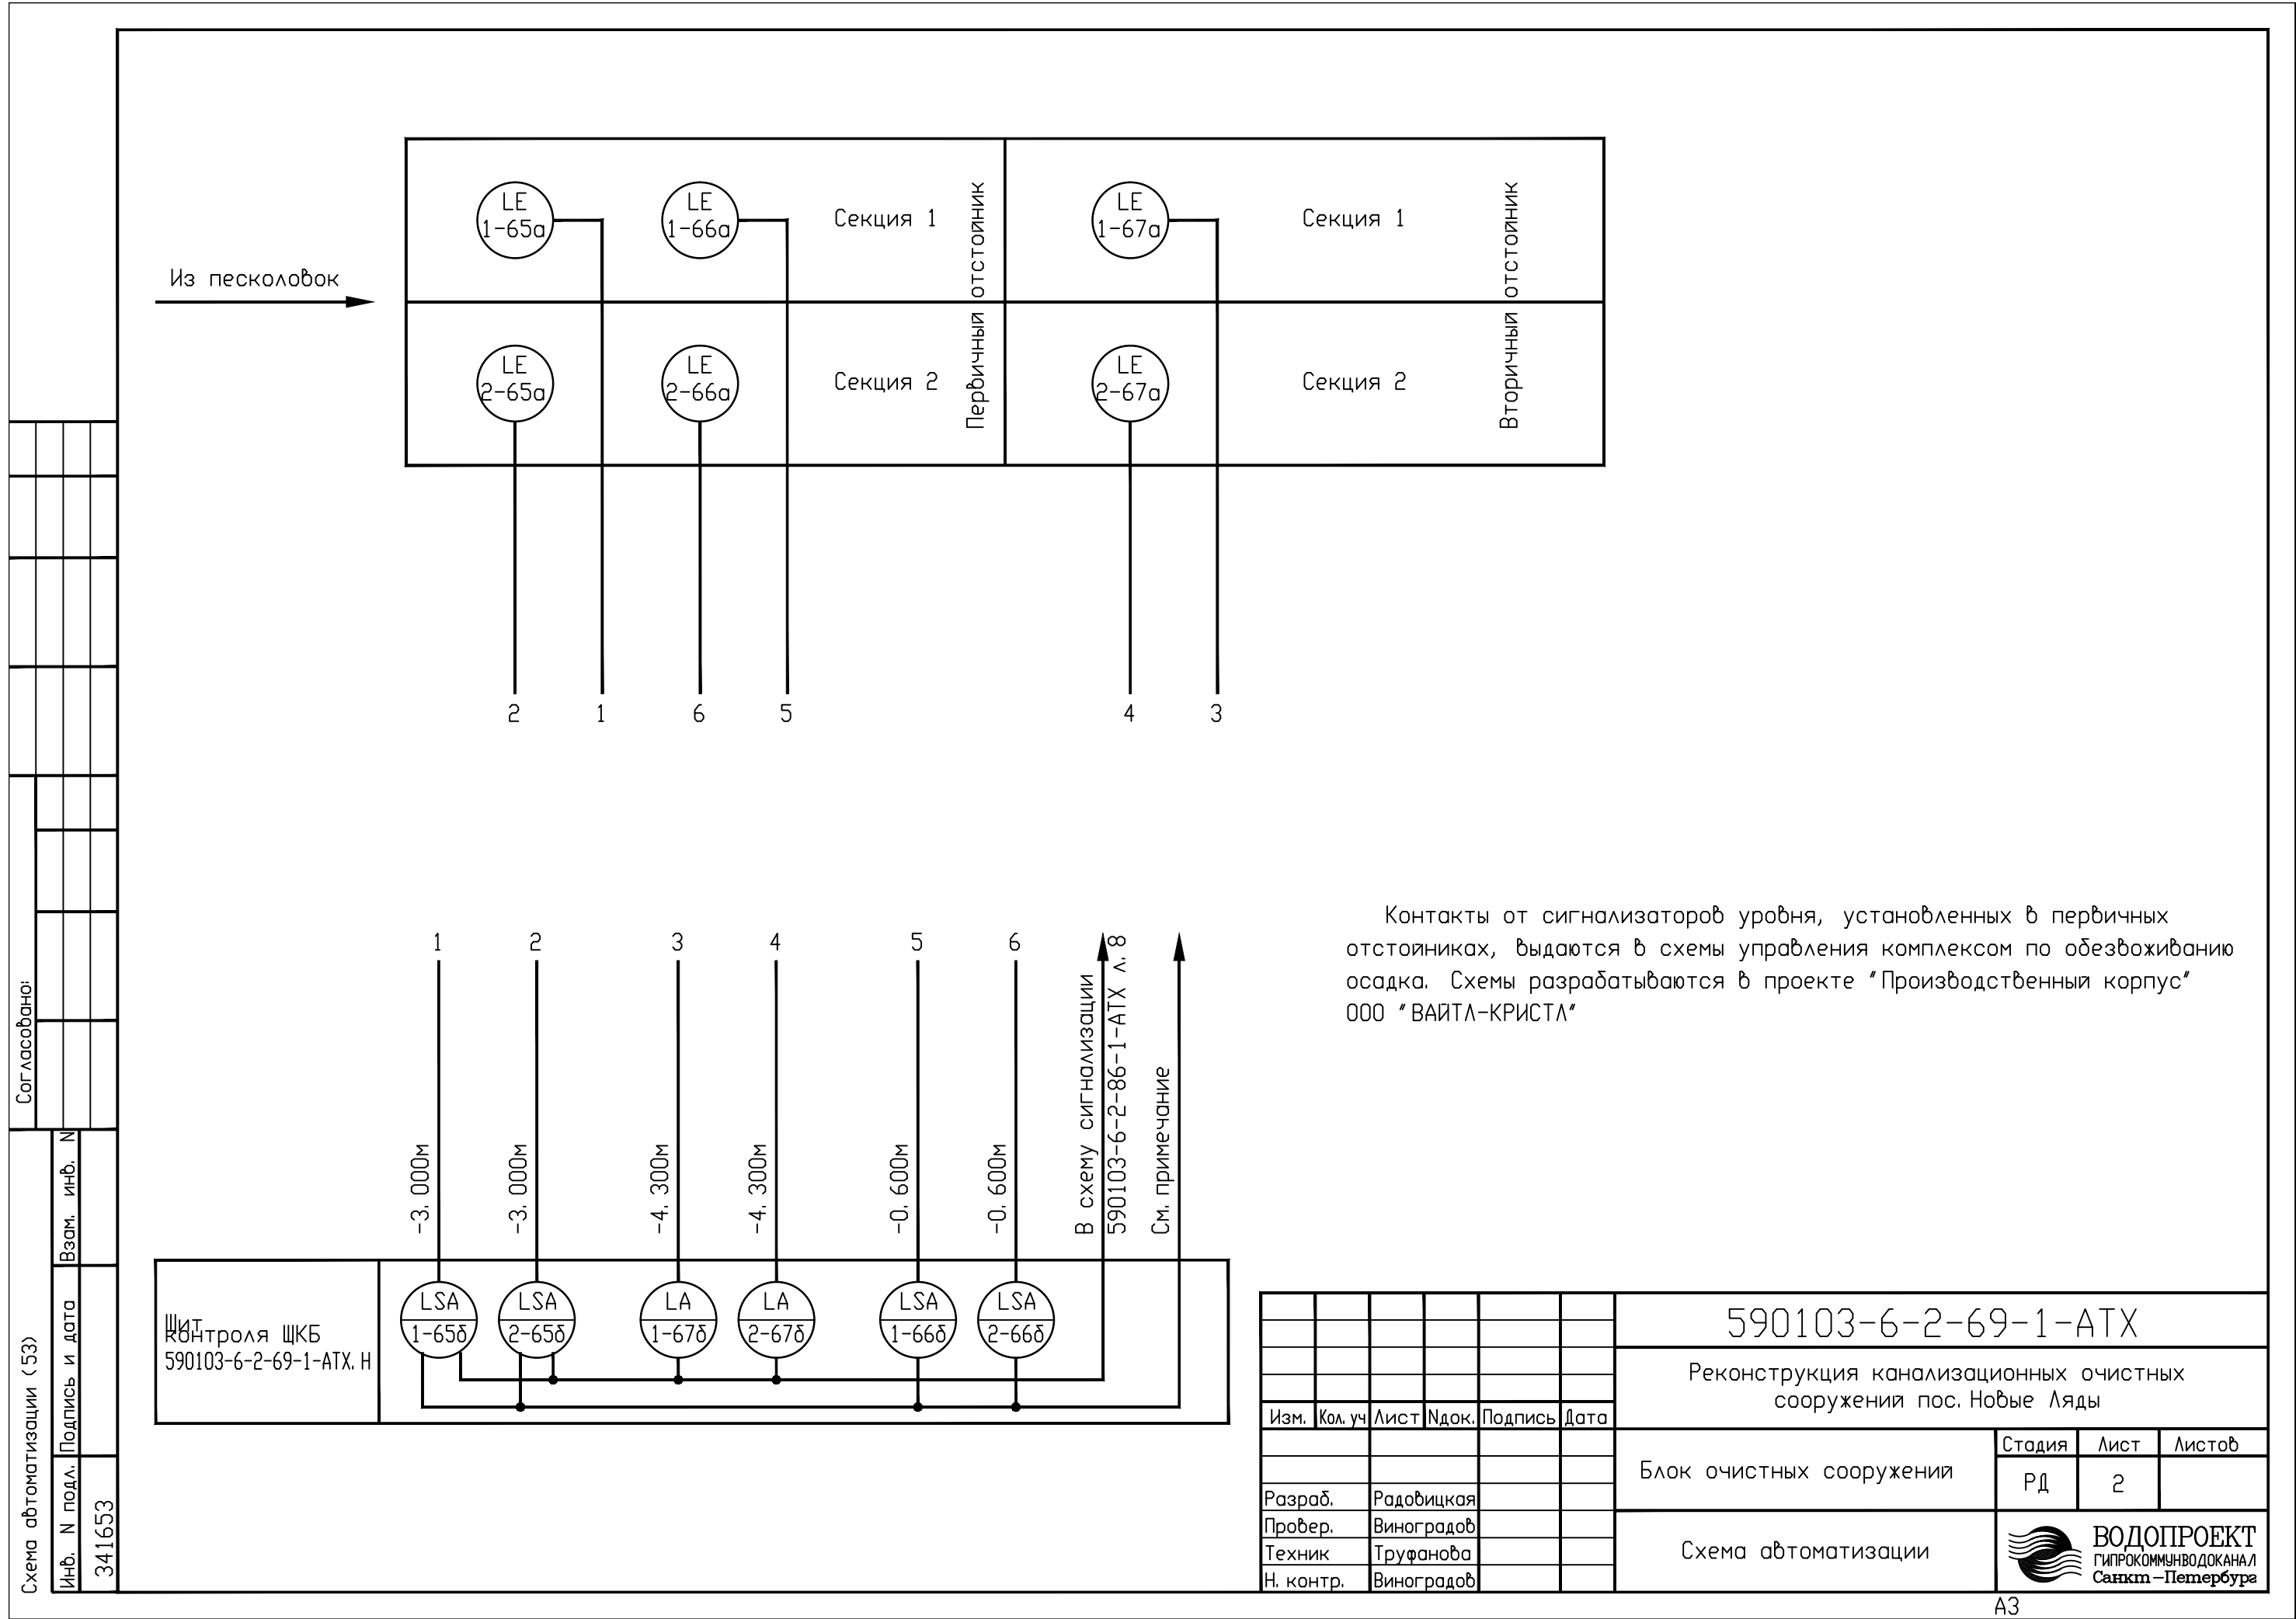 LE
1-65а
LE
1-66а
Секция 1
LE
1-67а
Секция 1
Из песколовок
Первичный отстойник
Вторичный отстойник
LE
2-65а
LE
2-66а
Секция 2
LE
2-67а
Секция 2
2
1
6
5
4
3
1
2
3
4
5
6
-3,000м
-3,000м
-4,300м
-4,300м
-0,600м
-0,600м
В схему сигнализации
590103-6-2-86-1-АТХ л.8
См. примечание
Контакты от сигнализаторов уровня, установленных в первичных
отстойниках, выдаются в схемы управления комплексом по обезвоживанию
осадка. Схемы разрабатываются в проекте "Производственный корпус"
ООО "ВАЙТЛ-КРИСТЛ"
Щит
контроля ЩКБ
590103-6-2-69-1-АТХ.Н
LSA
1-65б
LSA
2-65б
LA
1-67б
LA
2-67б
LSA
1-66б
LSA
2-66б
Согласовано:
Взам. инв. N
Подпись и дата
Инв. N подл.
341653
Схема автоматизации (53)
590103-6-2-69-1-АТХ
Реконструкция канализационных очистных
сооружений пос. Новые Ляды
Изм. Кол.уч Лист Nдок. Подпись Дата
Блок очистных сооружений
Стадия Лист Листов
РД 2
Разраб. Радовицкая
Провер. Виноградов
Техник Труфанова
Н. контр. Виноградов
Схема автоматизации
ВОДОПРОЕКТ
ГИПРОКОММУНВОДОКАНАЛ
Санкт-Петербург
А3